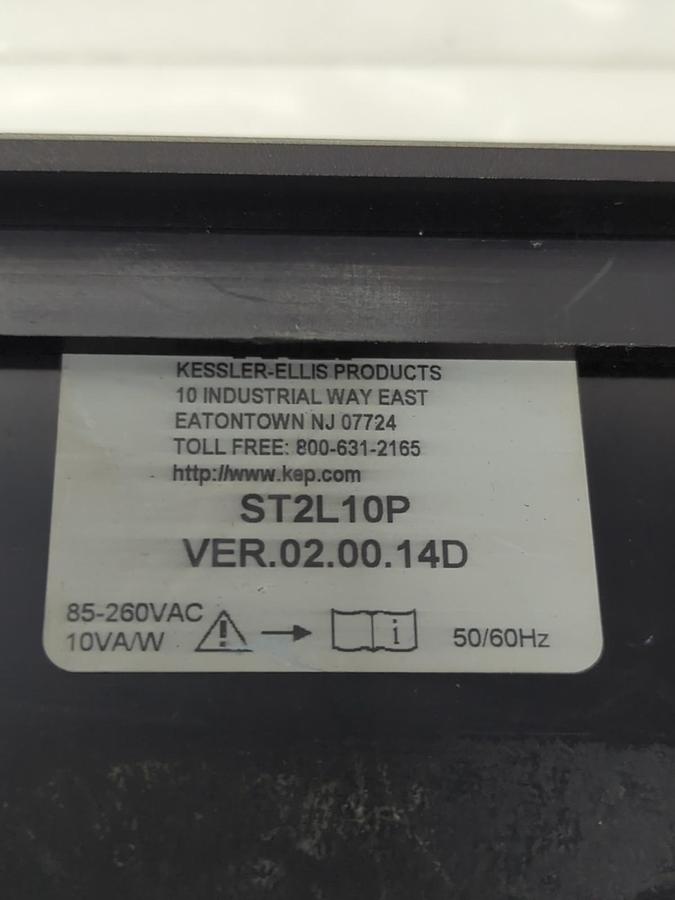 KESSLER-ELLIS PRODUCTS
10 INDUSTRIAL WAY EAST
EATONTOWN NJ 07724
TOLL FREE: 800-631-2165
http://www.kep.com
ST2L10P
VER.02.00.14D
85-260VAC
10VA/W
i
50/60Hz